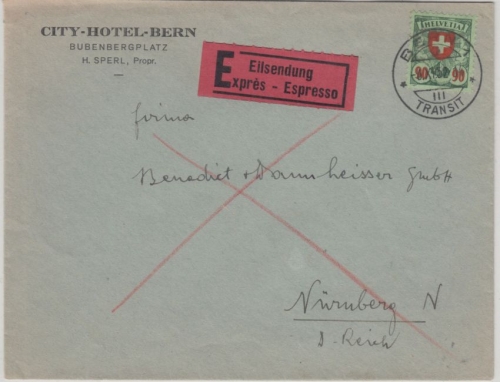 CITY-HOTEL-BERN
BUBENBERGPLATZ
H. SPERL, Propr.
Eilsendung
Exprès - Espresso
HELVETIA
90 90
III
TRANSIT
Firma
Benedict + Dannheisser GmbH
Nürnberg N
D. Reich